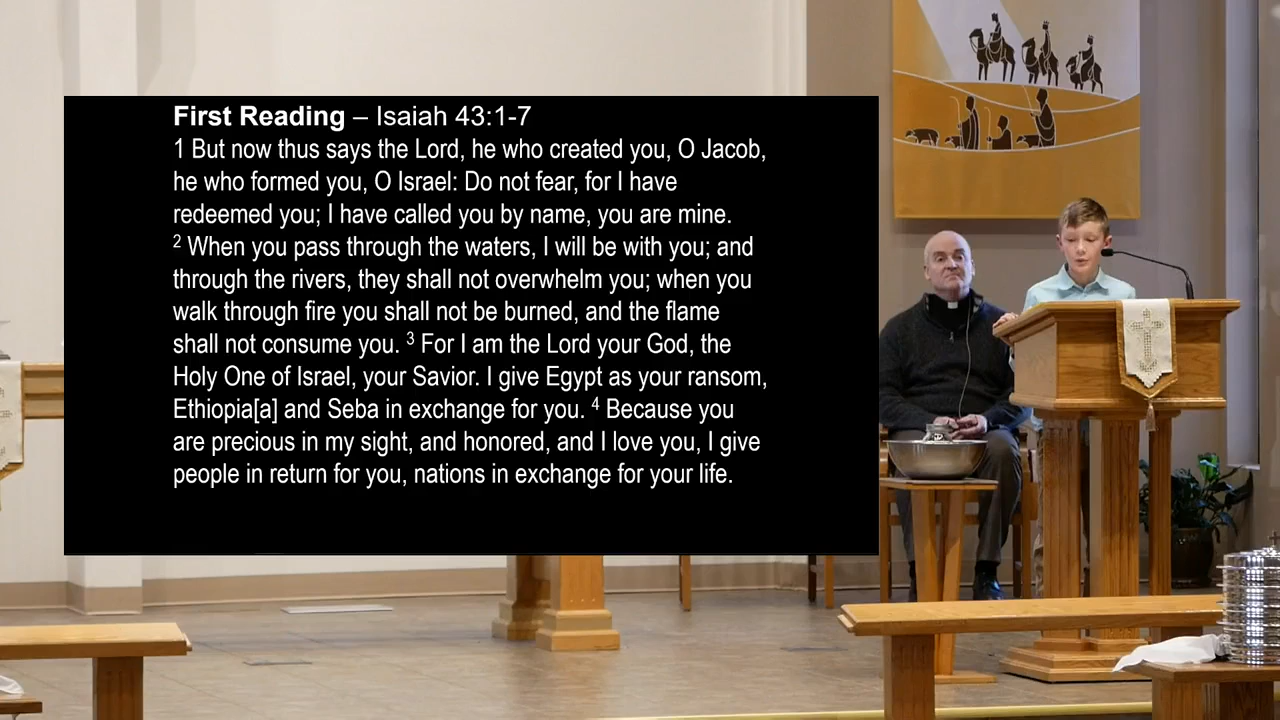 First Reading – Isaiah 43:1-7
1 But now thus says the Lord, he who created you, O Jacob,
he who formed you, O Israel: Do not fear, for I have
redeemed you; I have called you by name, you are mine.
2 When you pass through the waters, I will be with you; and
through the rivers, they shall not overwhelm you; when you
walk through fire you shall not be burned, and the flame
shall not consume you. 3 For I am the Lord your God, the
Holy One of Israel, your Savior. I give Egypt as your ransom,
Ethiopia[a] and Seba in exchange for you. 4 Because you
are precious in my sight, and honored, and I love you, I give
people in return for you, nations in exchange for your life.